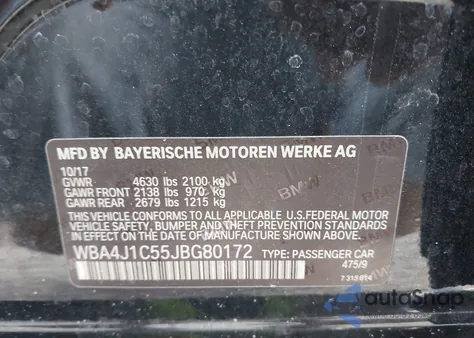 MFD BY BAYERISCHE MOTOREN WERKE AG
10/17
GVWR 4630 lbs 2100 kg
GAWR FRONT 2138 lbs 970 kg
GAWR REAR 2679 lbs 1215 kg
THIS VEHICLE CONFORMS TO ALL APPLICABLE U.S.FEDERAL MOTOR
VEHICLE SAFETY, BUMPER AND THEFT PREVENTION STANDARDS
IN EFFECT ON THE DATE OF MANUFACTURE SHOWN ABOVE.
WBA4J1C55JBG80172 TYPE: PASSENGER CAR
475/9
BMW
autoSnap